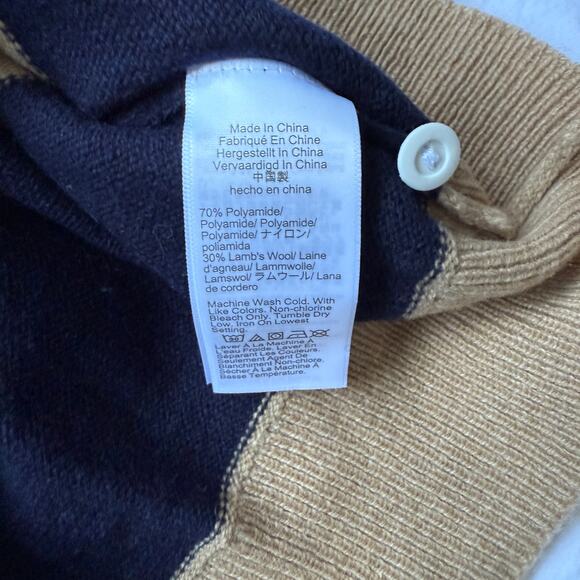 Made In China
Fabriqué En Chine
Hergestellt In China
Vervaardigd In China
中国製
hecho en china
70% Polyamide/
Polyamide/ Polyamide/
Polyamide/ ナイロン/
poliamida
30% Lamb's Wool/ Laine
d'agneau/ Lammwolle/
Lamswol/ ラムウール/ Lana
de cordero
Machine Wash Cold. With
Like Colors. Non-chlorine
Bleach Only. Tumble Dry
Low, Iron On Lowest
Setting.
Laver À La Machine À
L'eau Froide. Laver En
Séparant Les Couleurs.
Seulement Agent De
Blanchiment Non-chlore.
Sécher À La Machine À
Basse Température.